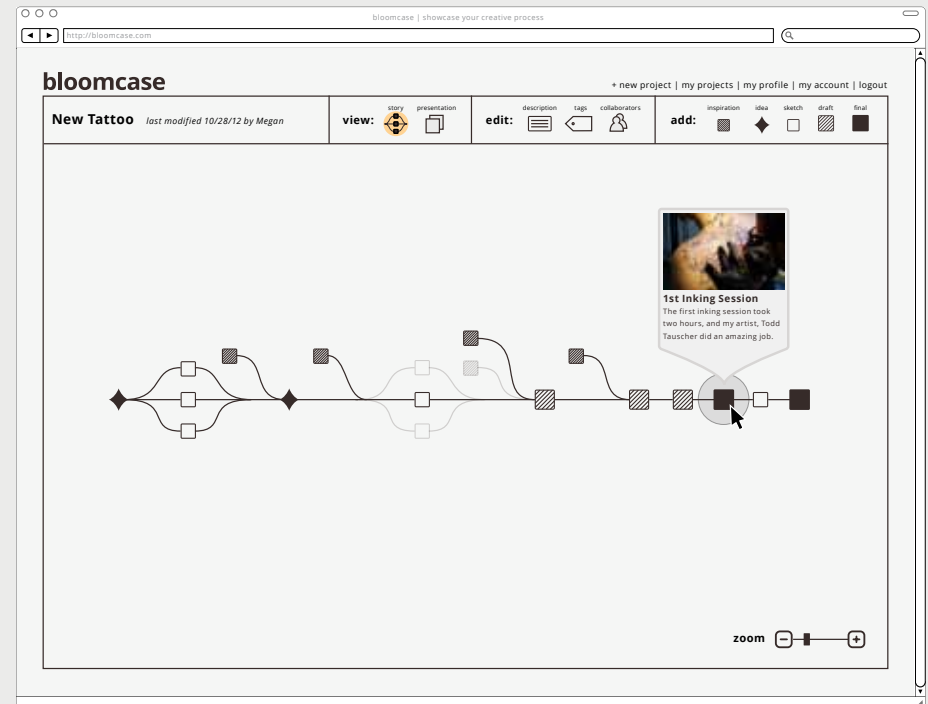 bloomcase | showcase your creative process
http://bloomcase.com
bloomcase
+ new project | my projects | my profile | my account | logout
New Tattoo last modified 10/28/12 by Megan
view: story presentation
edit: description tags collaborators
add: inspiration idea sketch draft final
1st Inking Session
The first inking session took
two hours, and my artist, Todd
Tauscher did an amazing job.
zoom